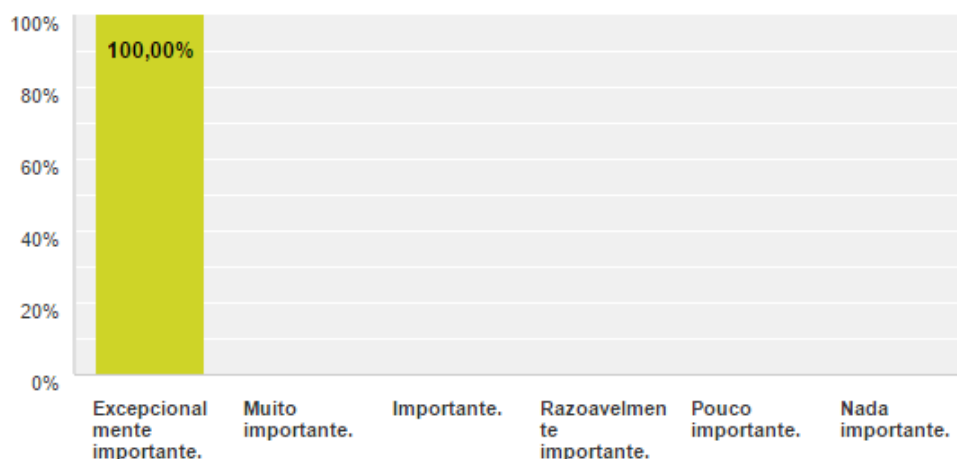 100%
100,00%
80%
60%
40%
20%
0%
Excepcional
mente
importante.
Muito
importante.
Importante.
Razoavelmen
te
importante.
Pouco
importante.
Nada
importante.